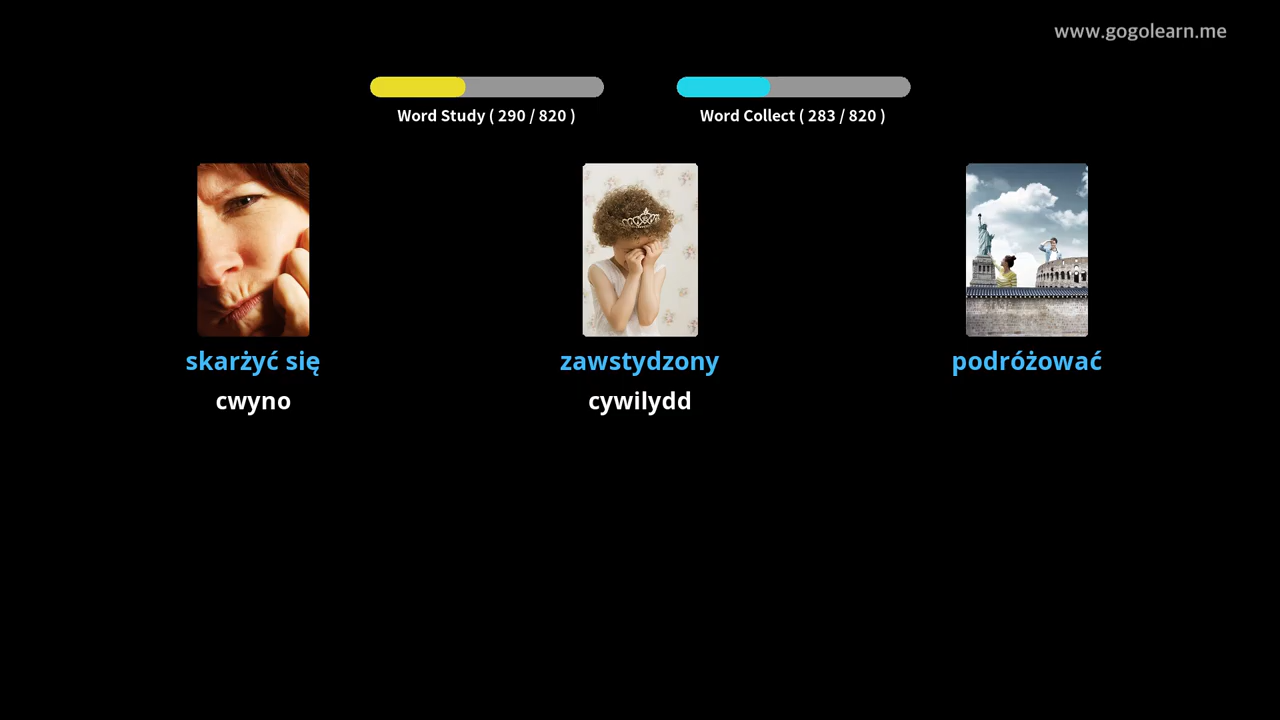 www.gogolearn.me
Word Study ( 290 / 820 )
Word Collect ( 283 / 820 )
skarżyć się
zawstydzony
podróżować
cwyno
cywilydd